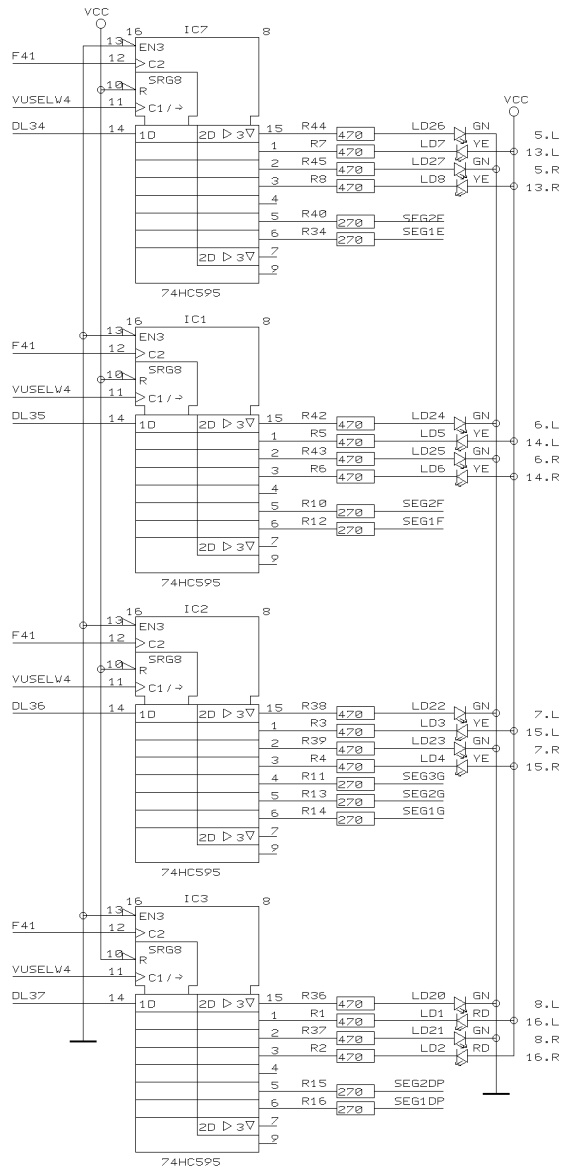 VCC
16 IC7 8
13 EN3
F41 12 C2
10 R SRG8
VUSELW4 11 C1/→
VCC
DL34 14 1D 2D ▷ 3▽ 15 R44 470 LD26 GN 5.L
1 R7 470 LD7 YE 13.L
2 R45 470 LD27 GN 5.R
3 R8 470 LD8 YE 13.R
4
5 R40 270 SEG2E
6 R34 270 SEG1E
2D ▷ 3▽ 7
9
74HC595
16 IC1 8
13 EN3
F41 12 C2
10 R SRG8
VUSELW4 11 C1/→
DL35 14 1D 2D ▷ 3▽ 15 R42 470 LD24 GN 6.L
1 R5 470 LD5 YE 14.L
2 R43 470 LD25 GN 6.R
3 R6 470 LD6 YE 14.R
4
5 R10 270 SEG2F
6 R12 270 SEG1F
2D ▷ 3▽ 7
9
74HC595
16 IC2 8
13 EN3
F41 12 C2
10 R SRG8
VUSELW4 11 C1/→
DL36 14 1D 2D ▷ 3▽ 15 R38 470 LD22 GN 7.L
1 R3 470 LD3 YE 15.L
2 R39 470 LD23 GN 7.R
3 R4 470 LD4 YE 15.R
4 R11 270 SEG3G
5 R13 270 SEG2G
6 R14 270 SEG1G
2D ▷ 3▽ 7
9
74HC595
16 IC3 8
13 EN3
F41 12 C2
10 R SRG8
VUSELW4 11 C1/→
DL37 14 1D 2D ▷ 3▽ 15 R36 470 LD20 GN 8.L
1 R1 470 LD1 RD 16.L
2 R37 470 LD21 GN 8.R
3 R2 470 LD2 RD 16.R
4
5 R15 270 SEG2DP
6 R16 270 SEG1DP
2D ▷ 3▽ 7
9
74HC595